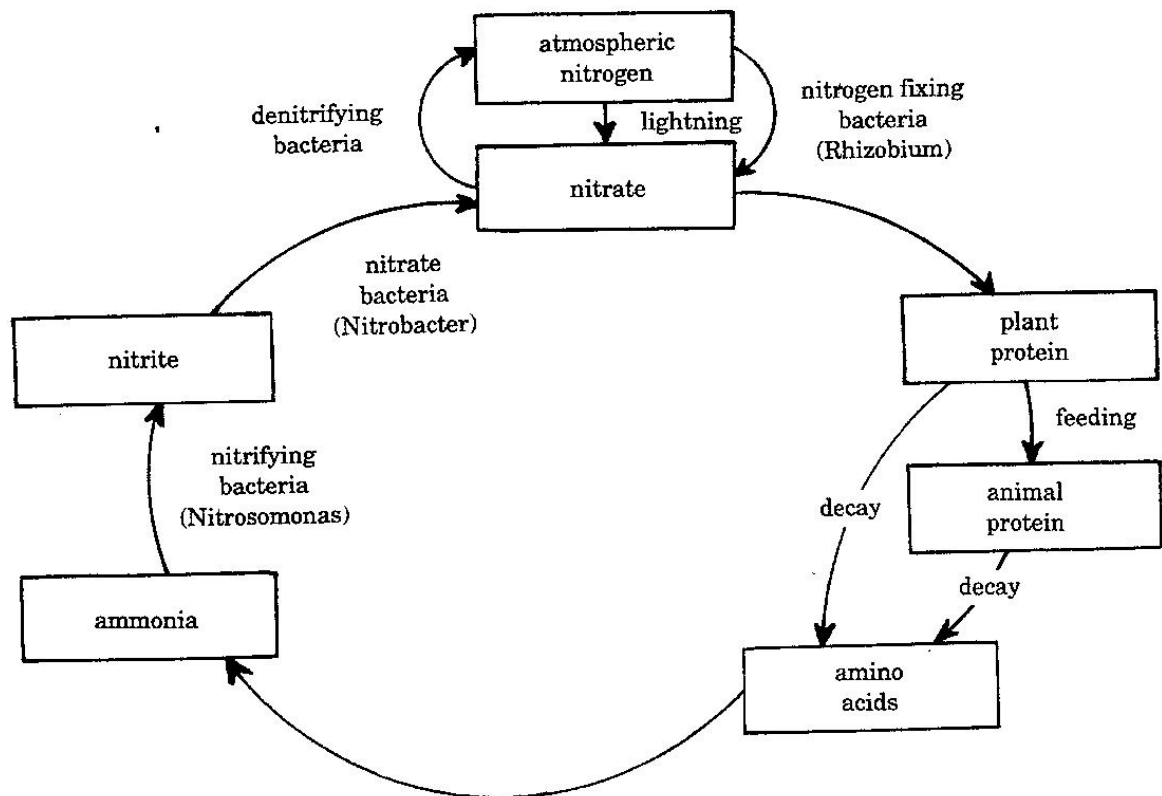 atmospheric
nitrogen
denitrifying
bacteria
lightning
nitrogen fixing
bacteria
(Rhizobium)
nitrate
nitrate
bacteria
(Nitrobacter)
plant
protein
nitrite
feeding
nitrifying
bacteria
(Nitrosomonas)
animal
protein
decay
decay
ammonia
amino
acids